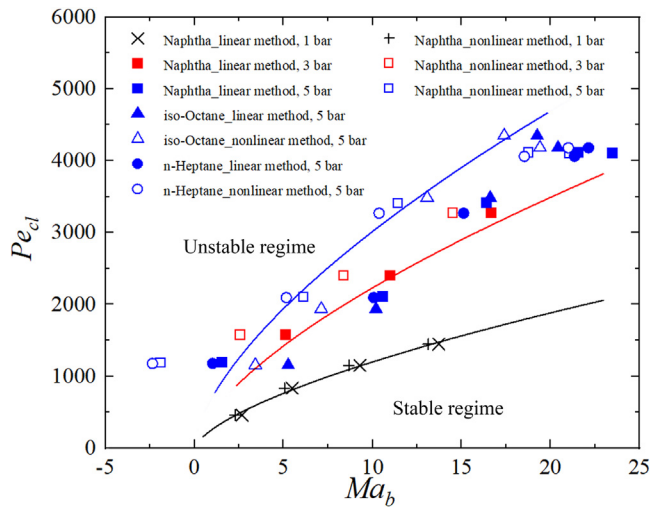 6000
5000
4000
3000
2000
1000
0
Pe_cl
Naphtha_linear method, 1 bar
Naphtha_linear method, 3 bar
Naphtha_linear method, 5 bar
iso-Octane_linear method, 5 bar
iso-Octane_nonlinear method, 5 bar
n-Heptane_linear method, 5 bar
n-Heptane_nonlinear method, 5 bar
Naphtha_nonlinear method, 1 bar
Naphtha_nonlinear method, 3 bar
Naphtha_nonlinear method, 5 bar
Unstable regime
Stable regime
-5 0 5 10 15 20 25
Ma_b